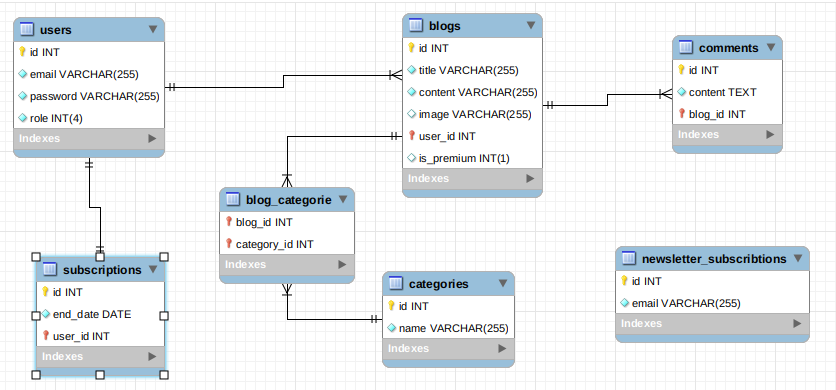 users
id INT
email VARCHAR(255)
password VARCHAR(255)
role INT(4)
Indexes
blogs
id INT
title VARCHAR(255)
content VARCHAR(255)
image VARCHAR(255)
user_id INT
is_premium INT(1)
Indexes
comments
id INT
content TEXT
blog_id INT
Indexes
blog_categorie
blog_id INT
category_id INT
Indexes
subscriptions
id INT
end_date DATE
user_id INT
Indexes
categories
id INT
name VARCHAR(255)
Indexes
newsletter_subscribtions
id INT
email VARCHAR(255)
Indexes